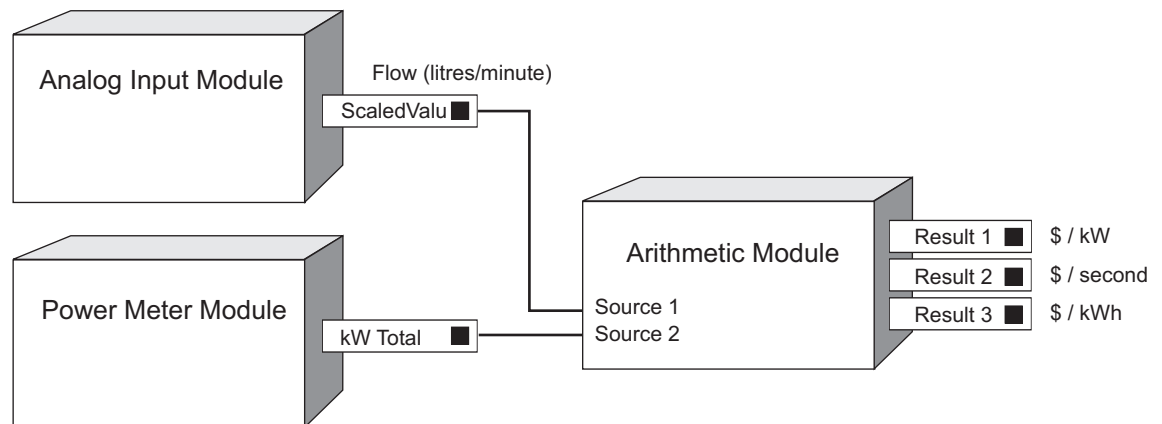 Analog Input Module
Flow (litres/minute)
ScaledValu
Power Meter Module
kW Total
Arithmetic Module
Source 1
Source 2
Result 1
$ / kW
Result 2
$ / second
Result 3
$ / kWh